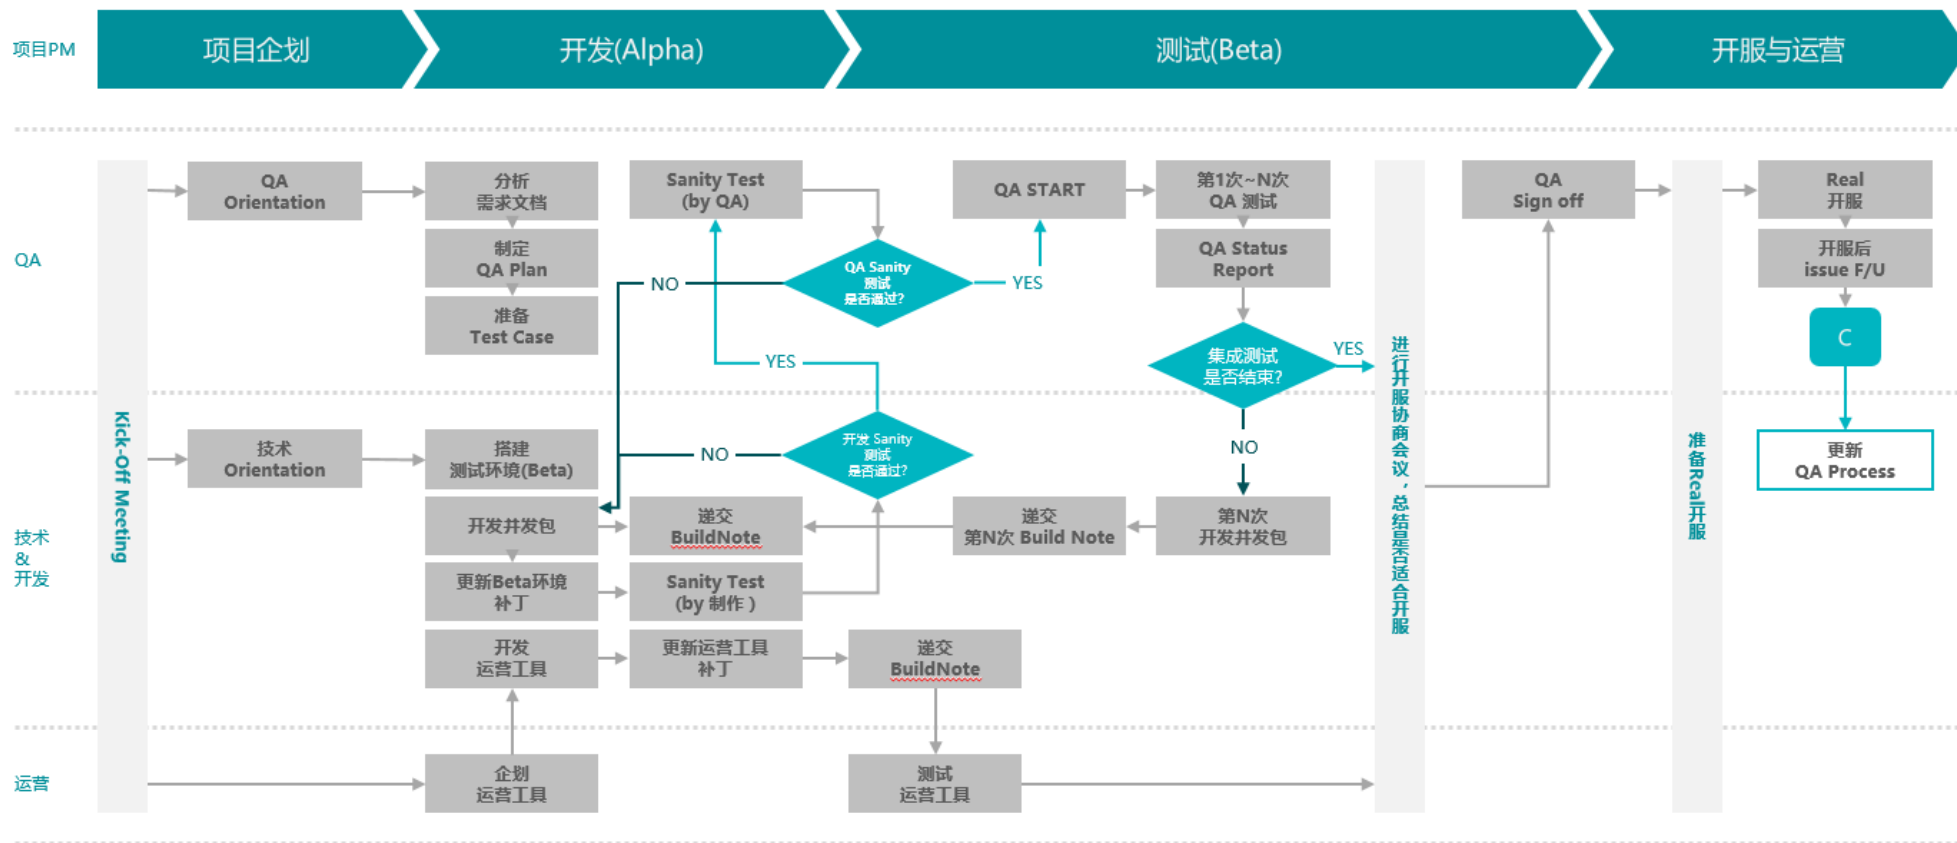 项目PM
项目企划
开发(Alpha)
测试(Beta)
开服与运营
QA
Kick-Off Meeting
QA
Orientation
分析
需求文档
制定
QA Plan
准备
Test Case
Sanity Test
(by QA)
QA Sanity
测试
是否通过?
NO
YES
QA START
第1次~N次
QA 测试
QA Status
Report
集成测试
是否结束?
YES
NO
进行开服协商会议，总结是否适合开服
QA
Sign off
准备Real开服
Real
开服
开服后
issue F/U
C
更新
QA Process
技术
&
开发
技术
Orientation
搭建
测试环境(Beta)
YES
NO
开发 Sanity
测试
是否通过?
开发并发包
递交
BuildNote
递交
第N次 Build Note
第N次
开发并发包
更新Beta环境
补丁
Sanity Test
(by 制作 )
开发
运营工具
更新运营工具
补丁
递交
BuildNote
运营
企划
运营工具
测试
运营工具